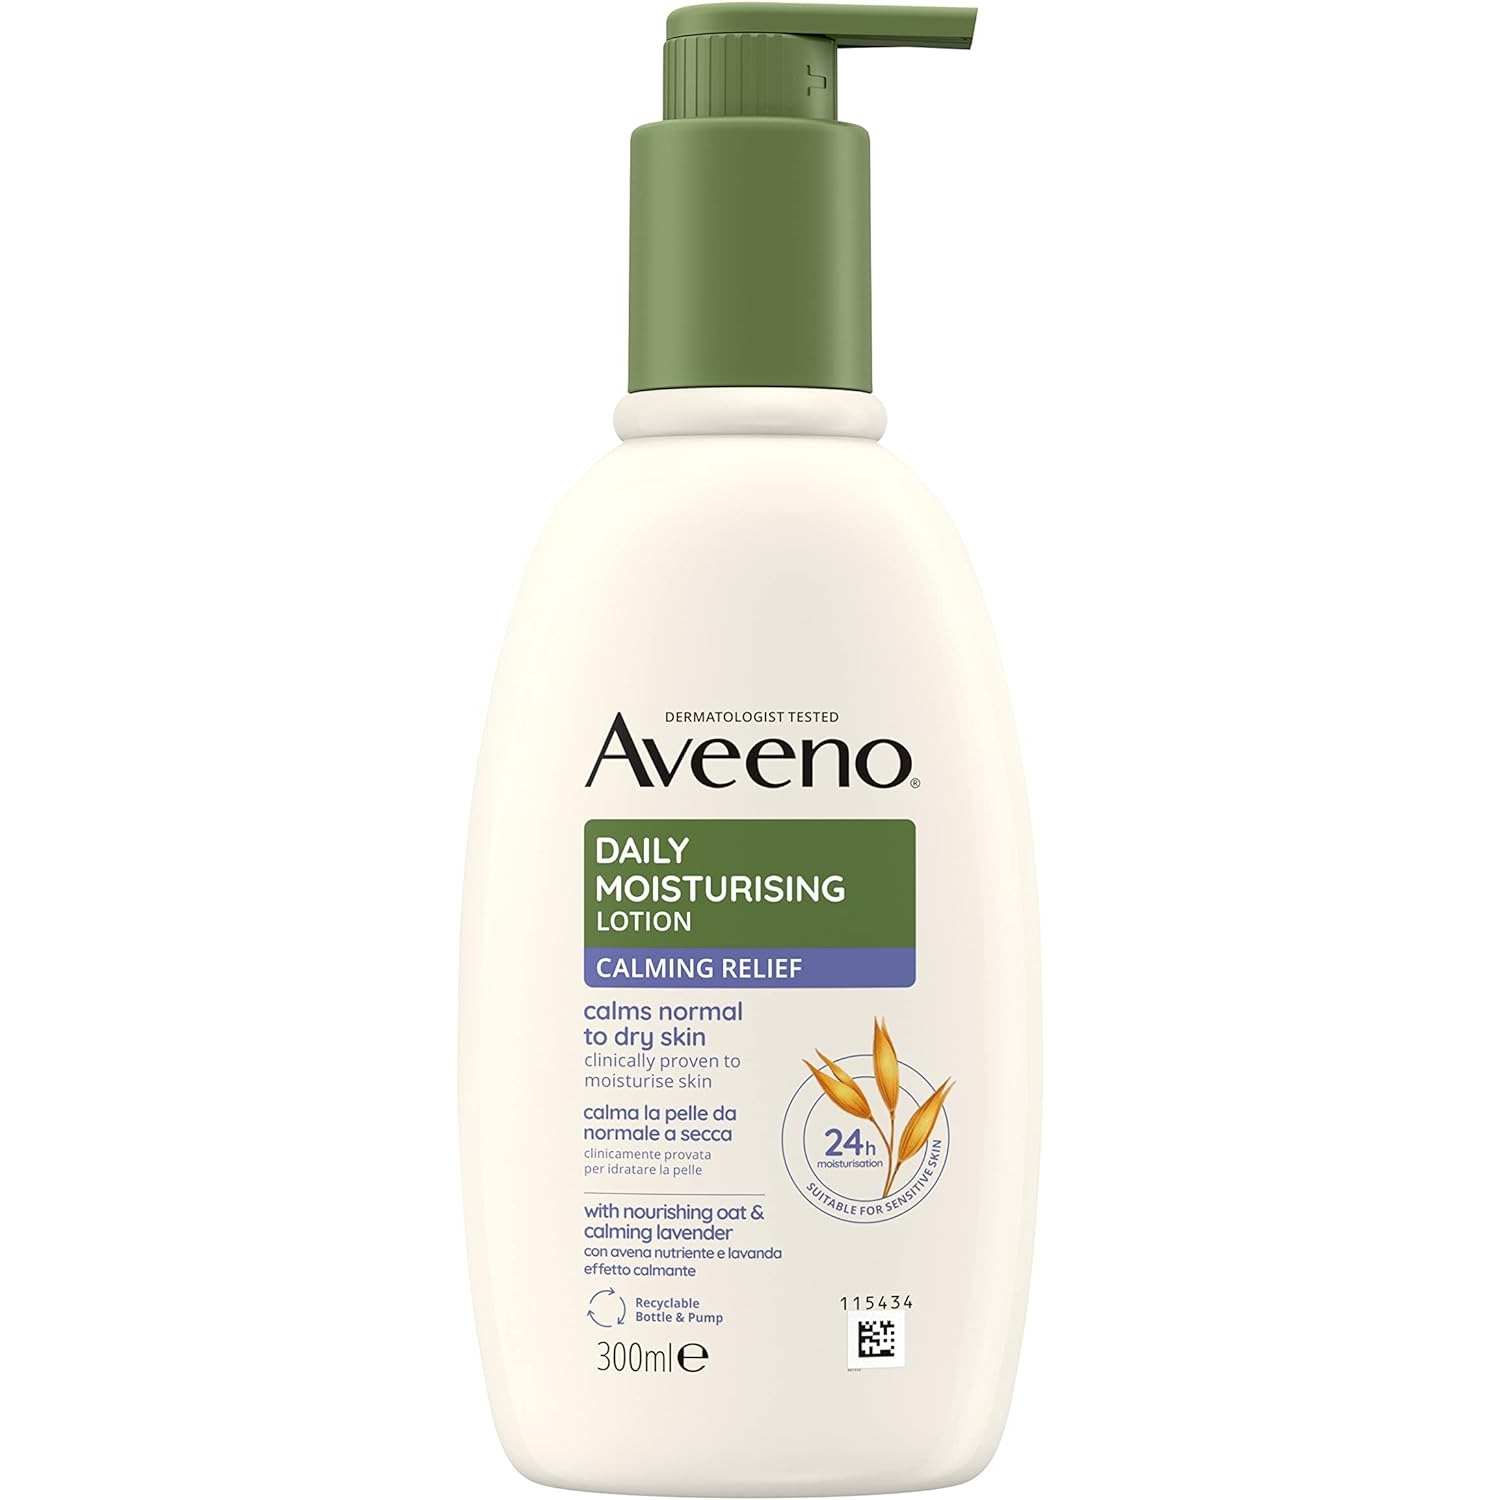 DERMATOLOGIST TESTED
Aveeno®
DAILY
MOISTURISING
LOTION
CALMING RELIEF
calms normal
to dry skin
clinically proven to
moisturise skin
calma la pelle da
normale a secca
clinicamente provata
per idratare la pelle
24h
moisturisation
SUITABLE FOR SENSITIVE SKIN
with nourishing oat &
calming lavender
con avena nutriente e lavanda
effetto calmante
Recyclable
Bottle & Pump
115434
300ml e